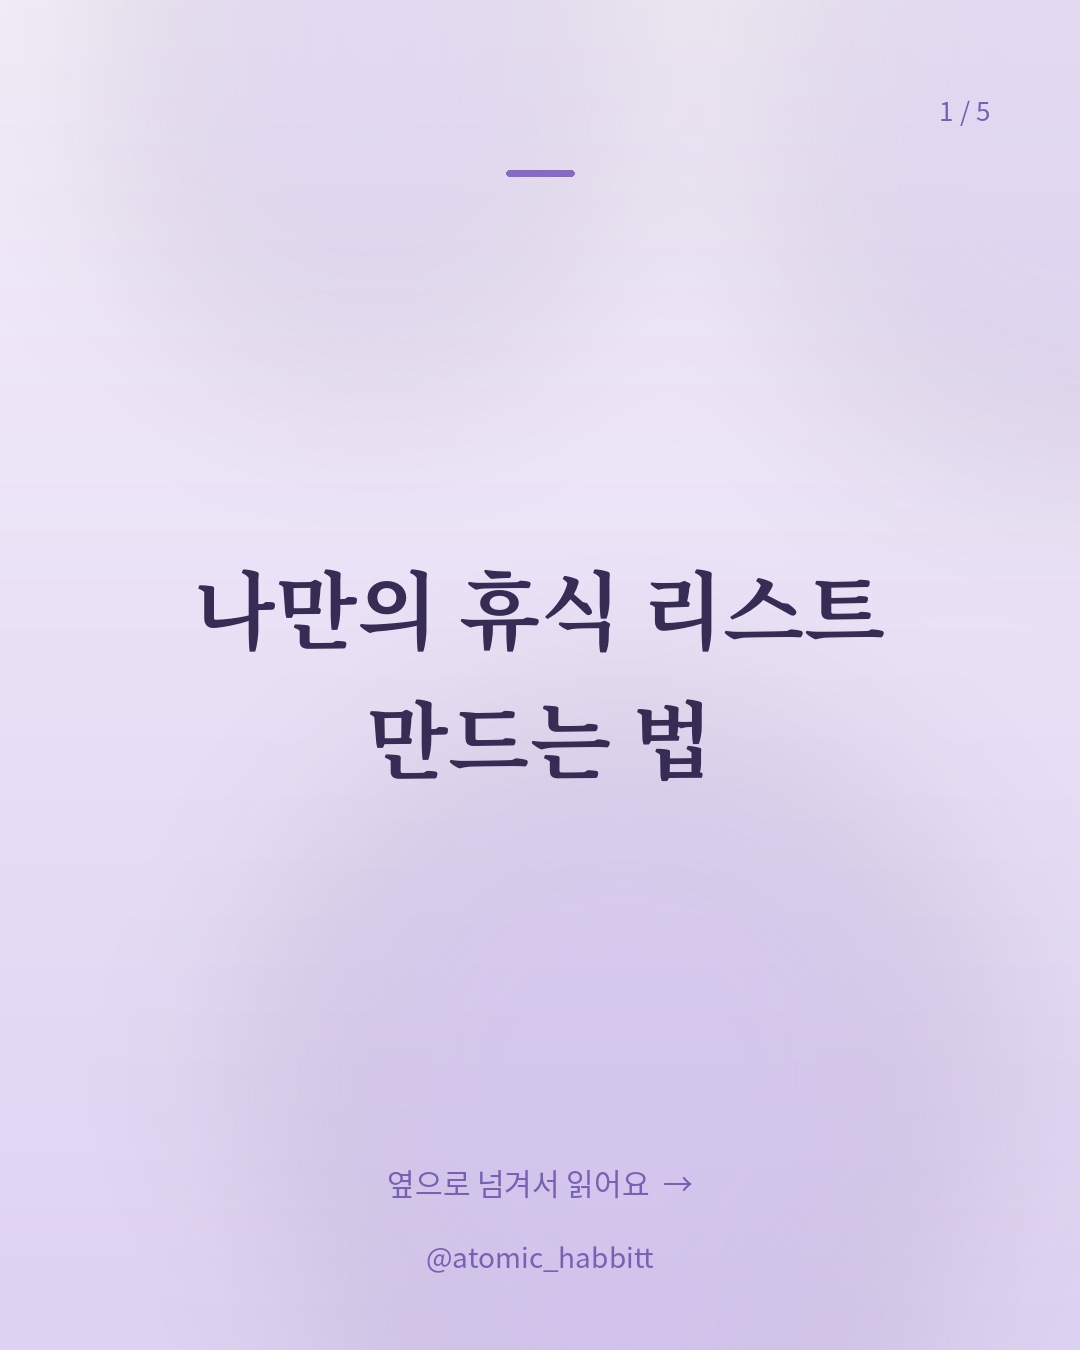 1 / 5
나만의 휴식 리스트
만드는 법
옆으로 넘겨서 읽어요 →
@atomic_habbitt